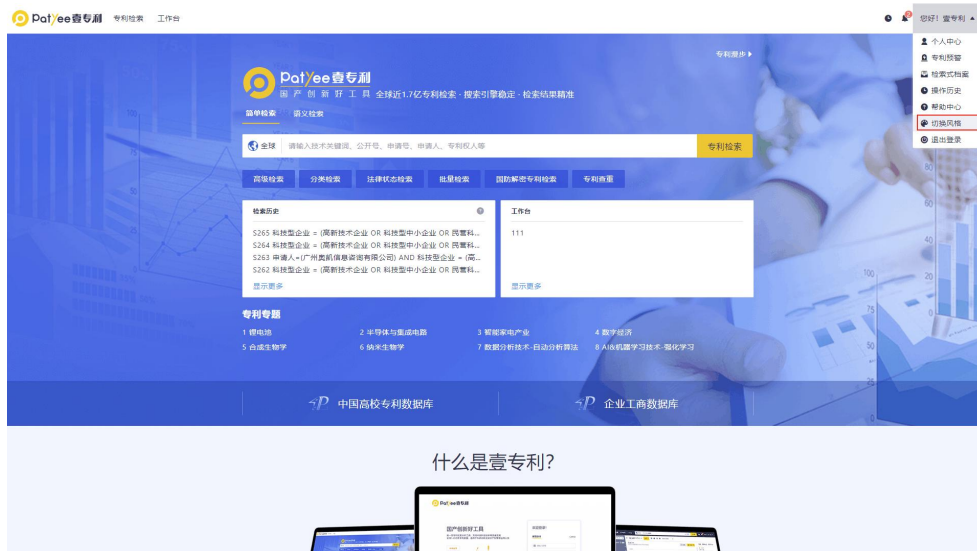 Patyee壹专利 专利检索 工作台
2 您好！壹专利
个人中心
专利预警
检索式档案
操作历史
帮助中心
切换风格
退出登录
专利漫步
Patyee壹专利
国产创新好工具 全球近1.7亿专利检索·搜索引擎稳定·检索结果精准
简单检索 语义检索
全球 请输入技术关键词、公开号、申请号、申请人、专利权人等 专利检索
高级检索 分类检索 法律状态检索 批量检索 国防解密专利检索 专利查重
检索历史 工作台
S265 科技型企业 = (高新技术企业 OR 科技型中小企业 OR 民营科... 111
S264 科技型企业 = (高新技术企业 OR 科技型中小企业 OR 民营科...
S263 申请人=(广州奥凯信息咨询有限公司) AND 科技型企业 = (高...
S262 科技型企业 = (高新技术企业 OR 科技型中小企业 OR 民营科...
显示更多 显示更多
专利专题
1 锂电池 2 半导体与集成电路 3 智能家电产业 4 数字经济
5 合成生物学 6 纳米生物学 7 数据分析技术-自动分析算法 8 AI&机器学习技术-强化学习
中国高校专利数据库 企业工商数据库
什么是壹专利?
Patyee壹专利
国产创新好工具